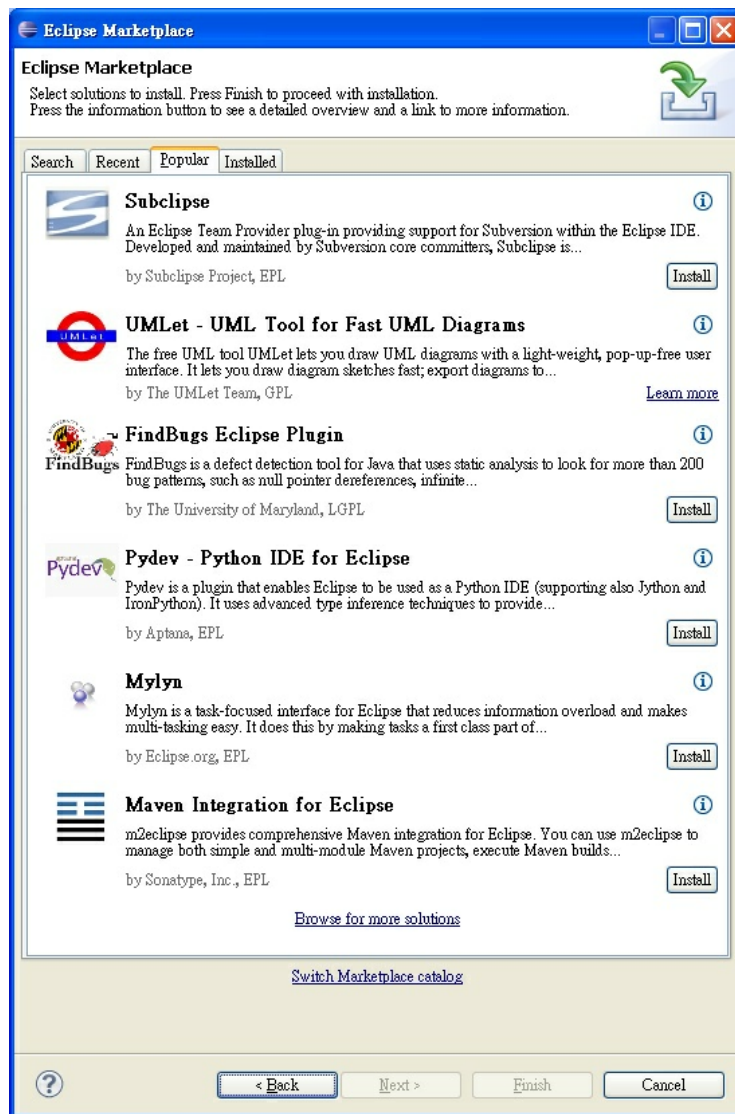 Eclipse Marketplace
Eclipse Marketplace
Select solutions to install. Press Finish to proceed with installation.
Press the information button to see a detailed overview and a link to more information.
Search Recent Popular Installed
Subclipse
An Eclipse Team Provider plug-in providing support for Subversion within the Eclipse IDE.
Developed and maintained by Subversion core committers, Subclipse is...
by Subclipse Project, EPL
Install
UMLet
UMLet - UML Tool for Fast UML Diagrams
The free UML tool UMLet lets you draw UML diagrams with a light-weight, pop-up-free user
interface. It lets you draw diagram sketches fast; export diagrams to...
by The UMLet Team, GPL
Learn more
FindBugs
FindBugs Eclipse Plugin
FindBugs is a defect detection tool for Java that uses static analysis to look for more than 200
bug patterns, such as null pointer dereferences, infinite...
by The University of Maryland, LGPL
Install
Pydev
Pydev - Python IDE for Eclipse
Pydev is a plugin that enables Eclipse to be used as a Python IDE (supporting also Jython and
IronPython). It uses advanced type inference techniques to provide...
by Aptana, EPL
Install
Mylyn
Mylyn is a task-focused interface for Eclipse that reduces information overload and makes
multi-tasking easy. It does this by making tasks a first class part of...
by Eclipse.org, EPL
Install
Maven Integration for Eclipse
m2eclipse provides comprehensive Maven integration for Eclipse. You can use m2eclipse to
manage both simple and multi-module Maven projects, execute Maven builds...
by Sonatype, Inc., EPL
Install
Browse for more solutions
Switch Marketplace catalog
? < Back Next > Finish Cancel